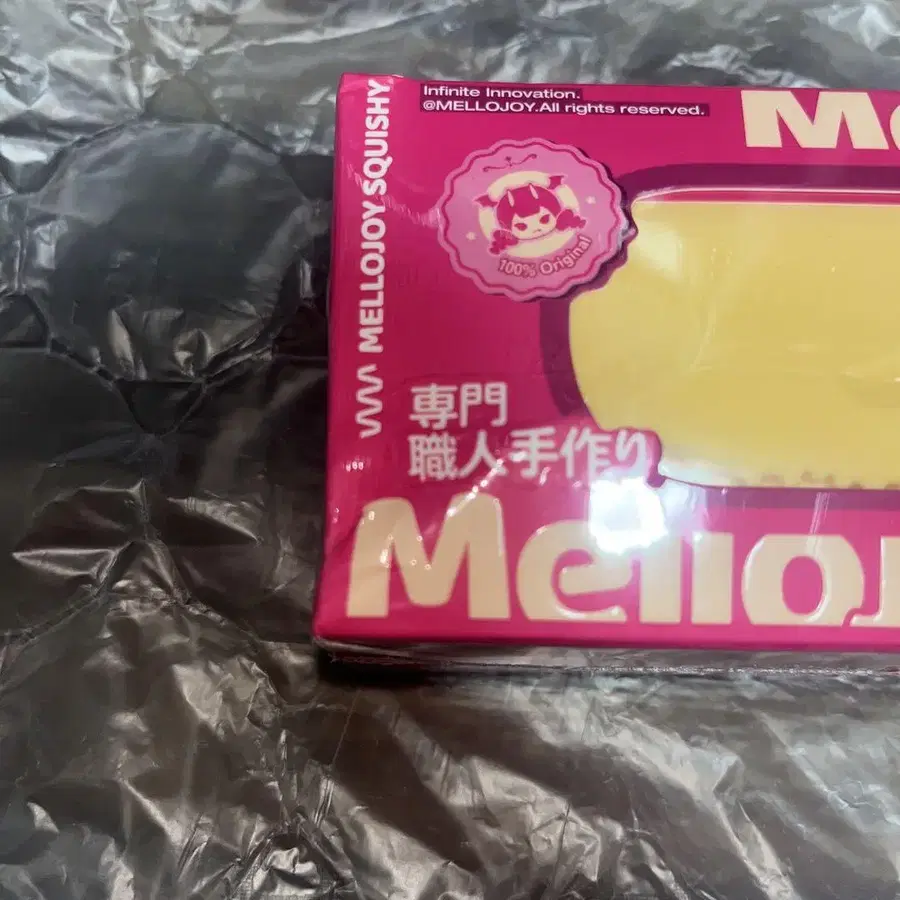 Infinite Innovation.
@MELLOJOY.All rights reserved.
MELLOJOY SQUISHY
100% Original
専門
職人手作り